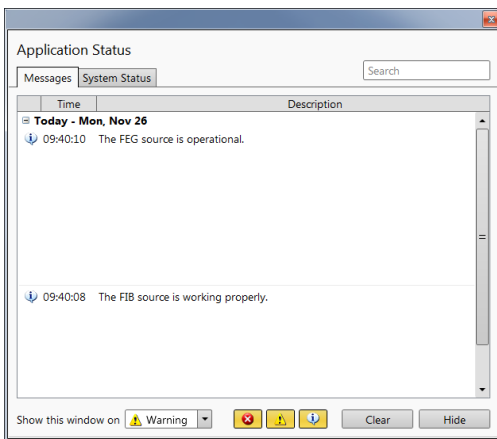 Application Status
Messages System Status
Search
Time Description
Today - Mon, Nov 26
09:40:10 The FEG source is operational.
09:40:08 The FIB source is working properly.
Show this window on Warning Clear Hide